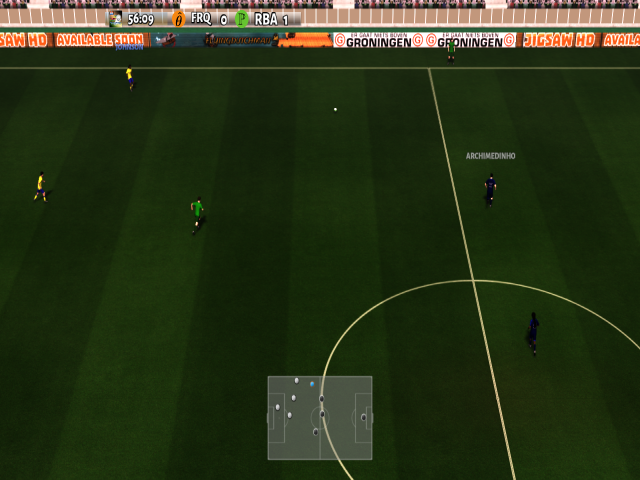 56:09 FRQ 0 RBA 1
JIGSAW HD AVAILABLE SOON ER GAAT NIETS BOVEN GRONINGEN ER GAAT NIETS BOVEN GRONINGEN JIGSAW HD
JOHNSON
ARCHIMEDINHO